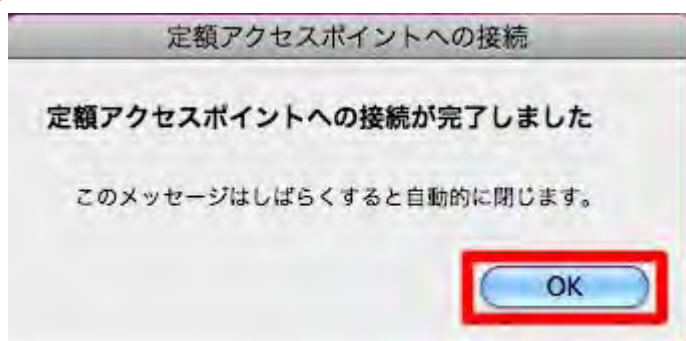 定額アクセスポイントへの接続
定額アクセスポイントへの接続が完了しました
このメッセージはしばらくすると自動的に閉じます。
OK